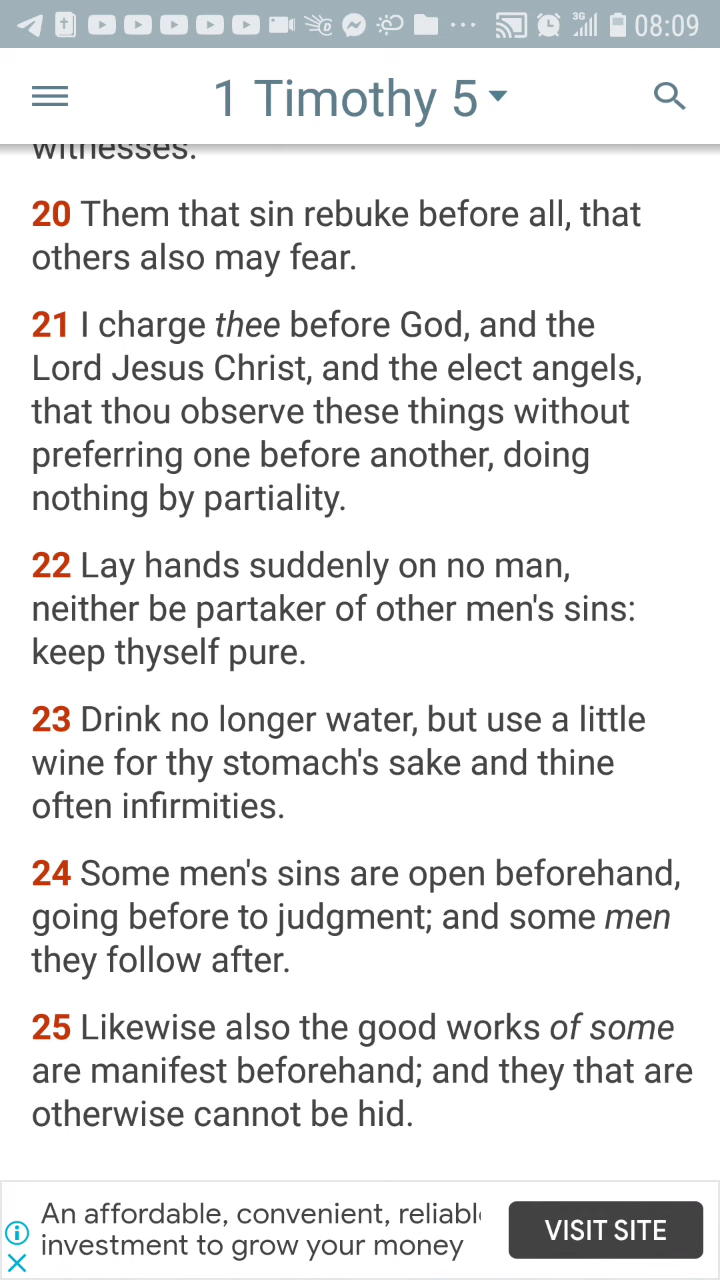 3G 08:09
1 Timothy 5
witnesses.
20 Them that sin rebuke before all, that
others also may fear.
21 I charge thee before God, and the
Lord Jesus Christ, and the elect angels,
that thou observe these things without
preferring one before another, doing
nothing by partiality.
22 Lay hands suddenly on no man,
neither be partaker of other men's sins:
keep thyself pure.
23 Drink no longer water, but use a little
wine for thy stomach's sake and thine
often infirmities.
24 Some men's sins are open beforehand,
going before to judgment; and some men
they follow after.
25 Likewise also the good works of some
are manifest beforehand; and they that are
otherwise cannot be hid.
An affordable, convenient,
investment to grow your money
VISIT SITE